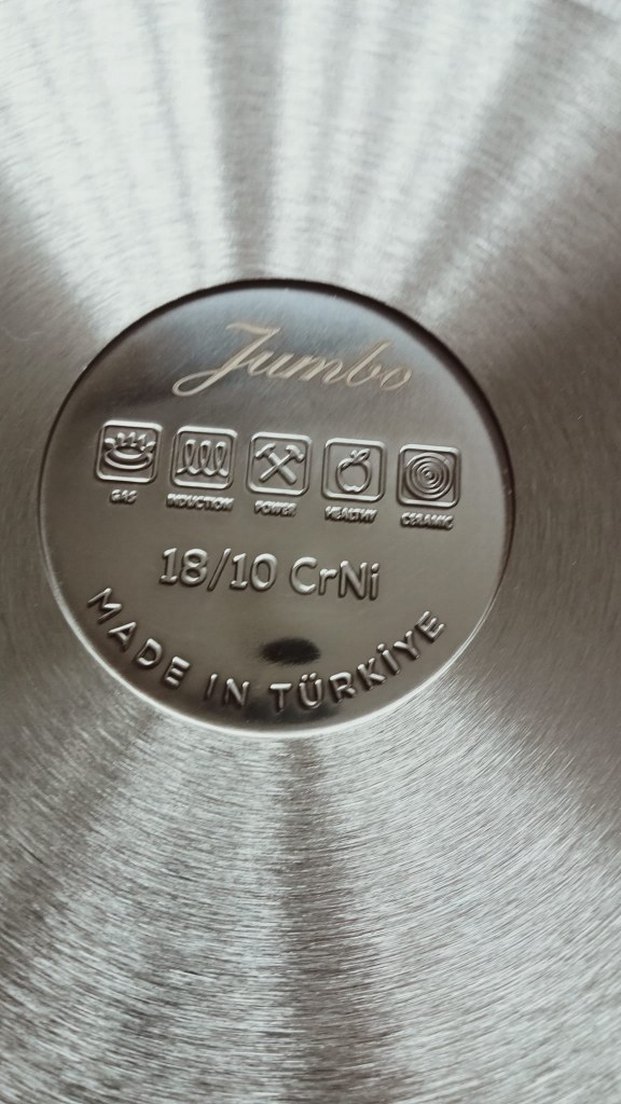 Jumbo
GAS INDUCTION POWER HEALTHY CERAMIC
18/10 CrNi
MADE IN TÜRKİYE